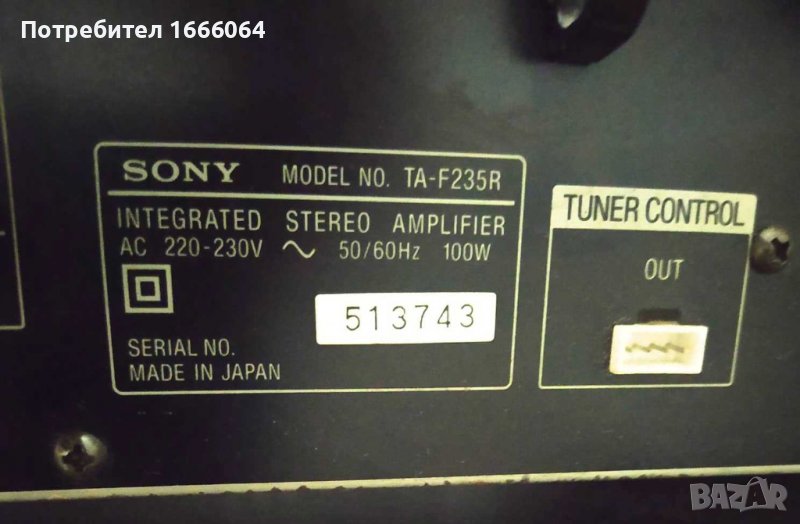 Потребител 1666064
SONY MODEL NO. TA-F235R
INTEGRATED STEREO AMPLIFIER
AC 220-230V ~ 50/60Hz 100W
513743
SERIAL NO.
MADE IN JAPAN
TUNER CONTROL
OUT
BAZAR